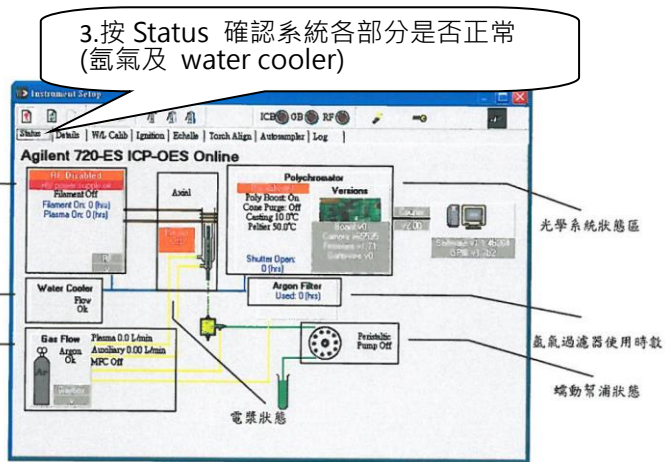 3.按 Status 確認系統各部分是否正常
(氬氣及 water cooler)
Instrument Setup
ICB OB RF
Status Details W/L Calib Ignition Echelle Torch Align Autosampler Log
Agilent 720-ES ICP-OES Online
RF Disabled
Filament Off
Filament On: 0 (hrs)
Plasma On: 0 (hrs)
Axial
Polychromator
Poly Boost: On
Cone Purge: Off
Casting 10.0℃
Peltier 50.0℃
Shutter Open:
0 (hrs)
Versions
光學系統狀態區
Water Cooler
Flow
Ok
Argon Filter
Used: 0 (hrs)
氬氣過濾器使用時數
Gas Flow
Argon
Ok
Plasma 0.0 L/min
Auxiliary 0.00 L/min
MFC Off
Peristaltic
Pump Off
蠕動幫浦狀態
電漿狀態